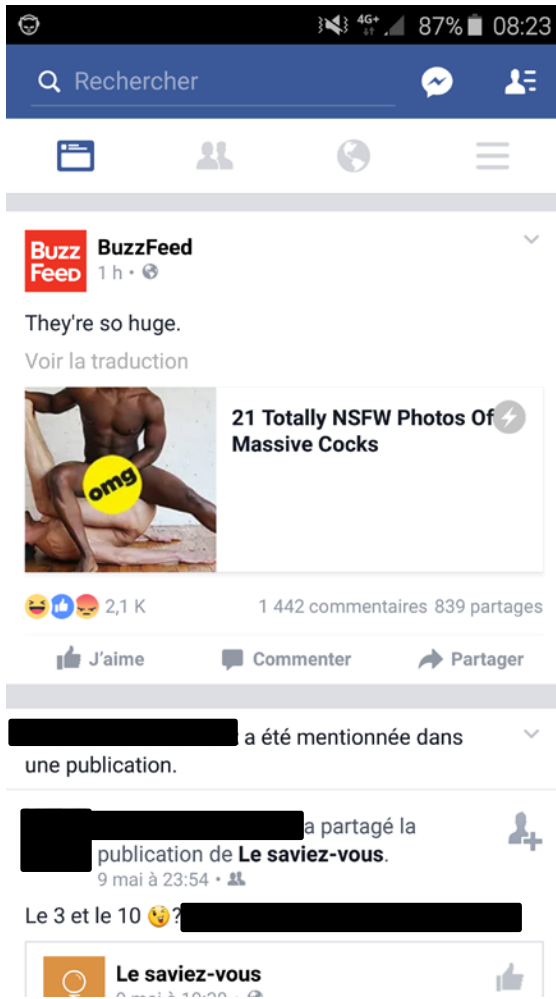 4G+ 87% 08:23
Rechercher
BuzzFeed
BuzzFeed
1 h
They're so huge.
Voir la traduction
omg
21 Totally NSFW Photos Of
Massive Cocks
2,1 K 1 442 commentaires 839 partages
J'aime Commenter Partager
a été mentionnée dans
une publication.
a partagé la
publication de Le saviez-vous.
9 mai à 23:54
Le 3 et le 10 😉?
Le saviez-vous